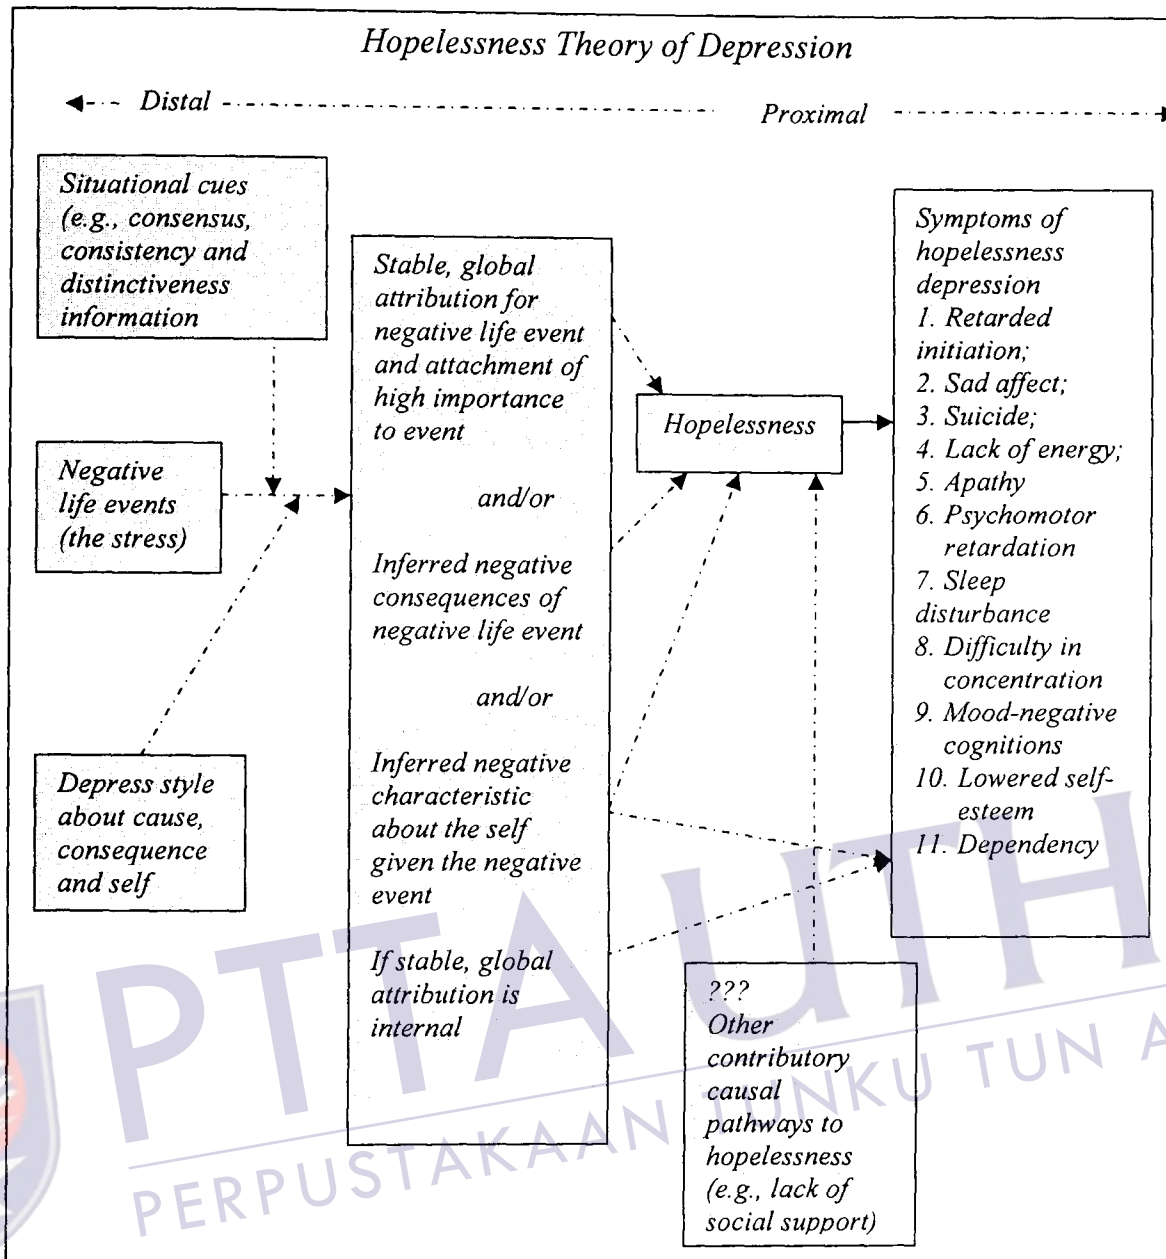 Hopelessness Theory of Depression
Distal
Proximal
Situational cues
(e.g., consensus,
consistency and
distinctiveness
information
Negative
life events
(the stress)
Depress style
about cause,
consequence
and self
Stable, global
attribution for
negative life event
and attachment of
high importance
to event
and/or
Inferred negative
consequences of
negative life event
and/or
Inferred negative
characteristic
about the self
given the negative
event
If stable, global
attribution is
internal
Hopelessness
???
Other
contributory
causal
pathways to
hopelessness
(e.g., lack of
social support)
Symptoms of
hopelessness
depression
1. Retarded
initiation;
2. Sad affect;
3. Suicide;
4. Lack of energy;
5. Apathy
6. Psychomotor
retardation
7. Sleep
disturbance
8. Difficulty in
concentration
9. Mood-negative
cognitions
10. Lowered self-
esteem
11. Dependency
PTTA UTH
PERPUSTAKAAN TUNKU TUN A